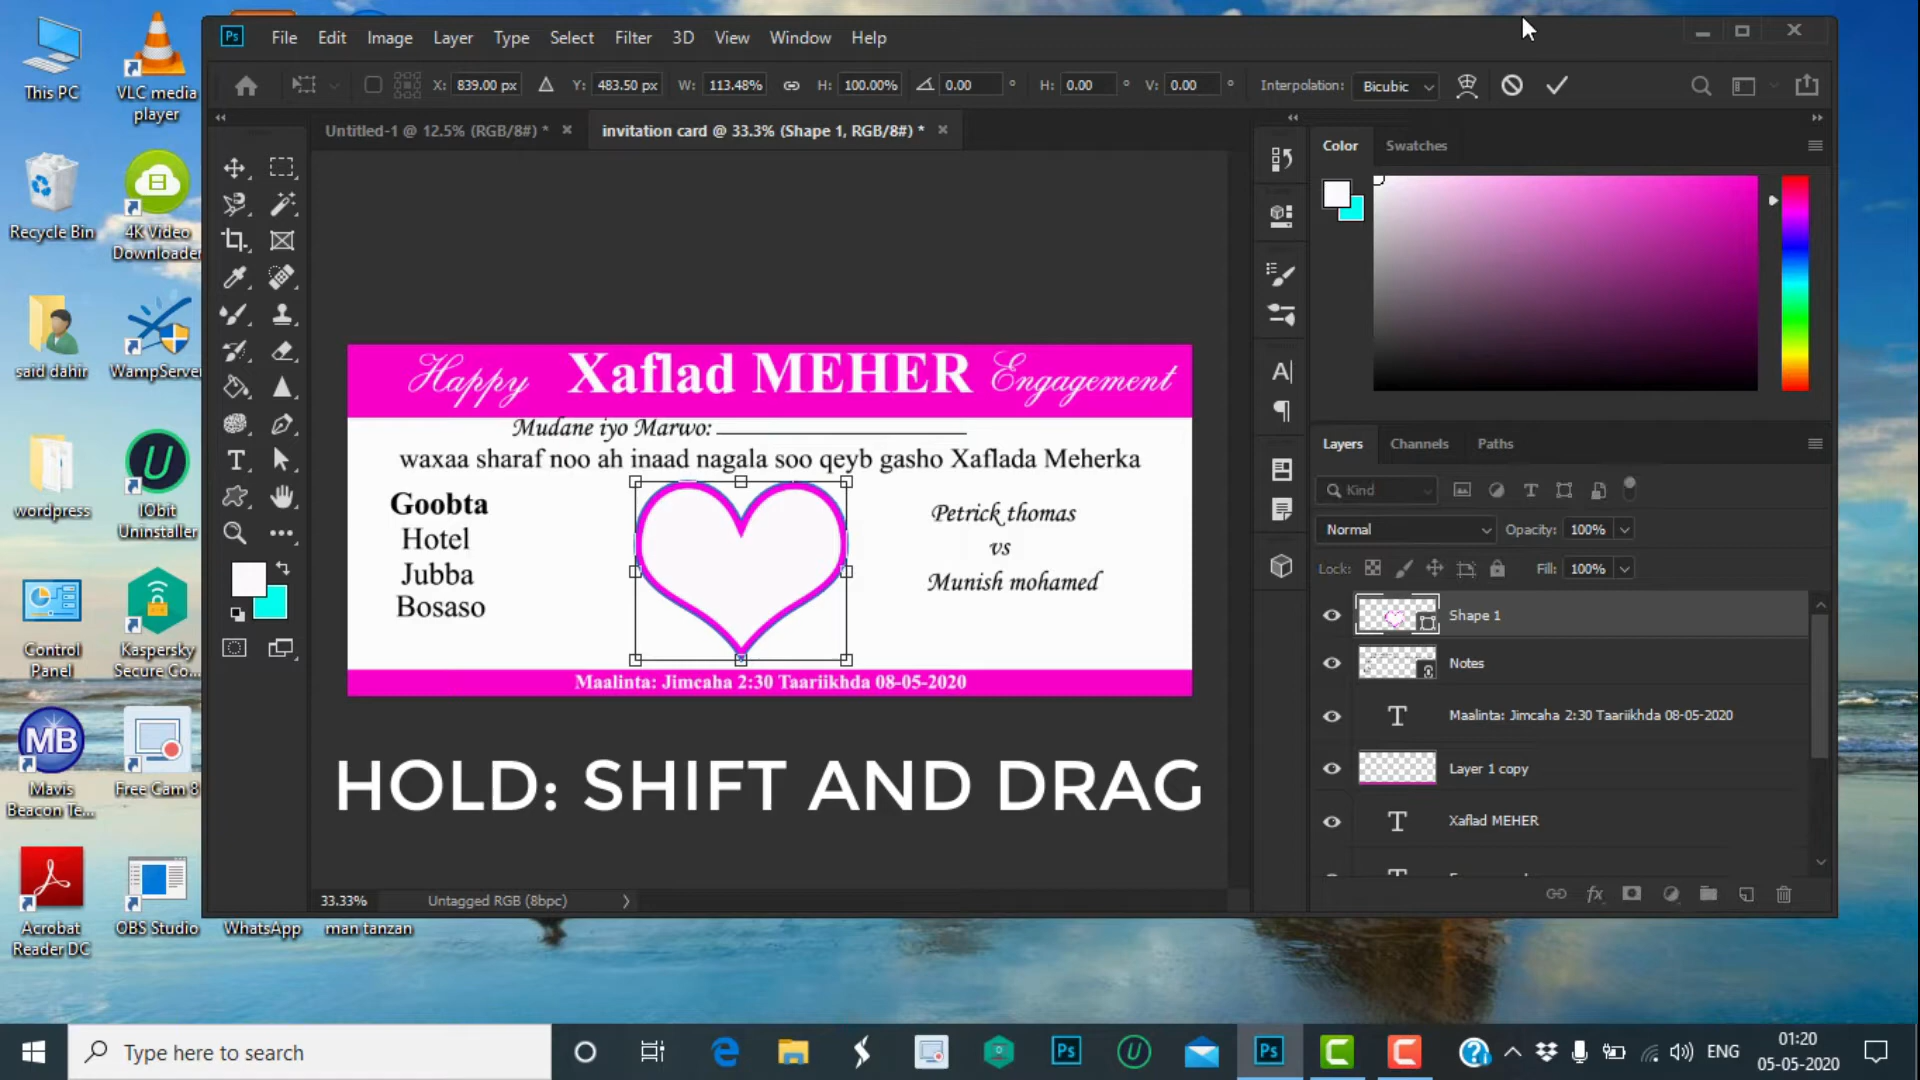 Ps
File Edit Image Layer Type Select Filter 3D View Window Help
X: 839.00 px Y: 483.50 px W: 113.48% H: 100.00% 0.00 ° H: 0.00 ° V: 0.00 ° Interpolation: Bicubic
Untitled-1 @ 12.5% (RGB/8#) * × invitation card @ 33.3% (Shape 1, RGB/8#) * ×
Color Swatches
This PC
VLC media
player
Recycle Bin
4K Video
Downloader
said dahir
WampServe
wordpress
IObit
Uninstaller
Control
Panel
Kaspersky
Secure Co...
MB
Mavis
Beacon Te...
Free Cam 8
Acrobat
Reader DC
OBS Studio
WhatsApp
man tanzan
Happy Xaflad MEHER Engagement
Mudane iyo Marwo:
waxaa sharaf noo ah inaad nagala soo qeyb gasho Xaflada Meherka
Goobta
Hotel
Jubba
Bosaso
Petrick thomas
vs
Munish mohamed
Maalinta: Jimcaha 2:30 Taariikhda 08-05-2020
HOLD: SHIFT AND DRAG
33.33% Untagged RGB (8bpc)
Layers Channels Paths
Kind
Normal Opacity: 100%
Lock: Fill: 100%
Shape 1
Notes
Maalinta: Jimcaha 2:30 Taariikhda 08-05-2020
Layer 1 copy
Xaflad MEHER
fx
Type here to search
Ps
Ps
ENG
01:20
05-05-2020